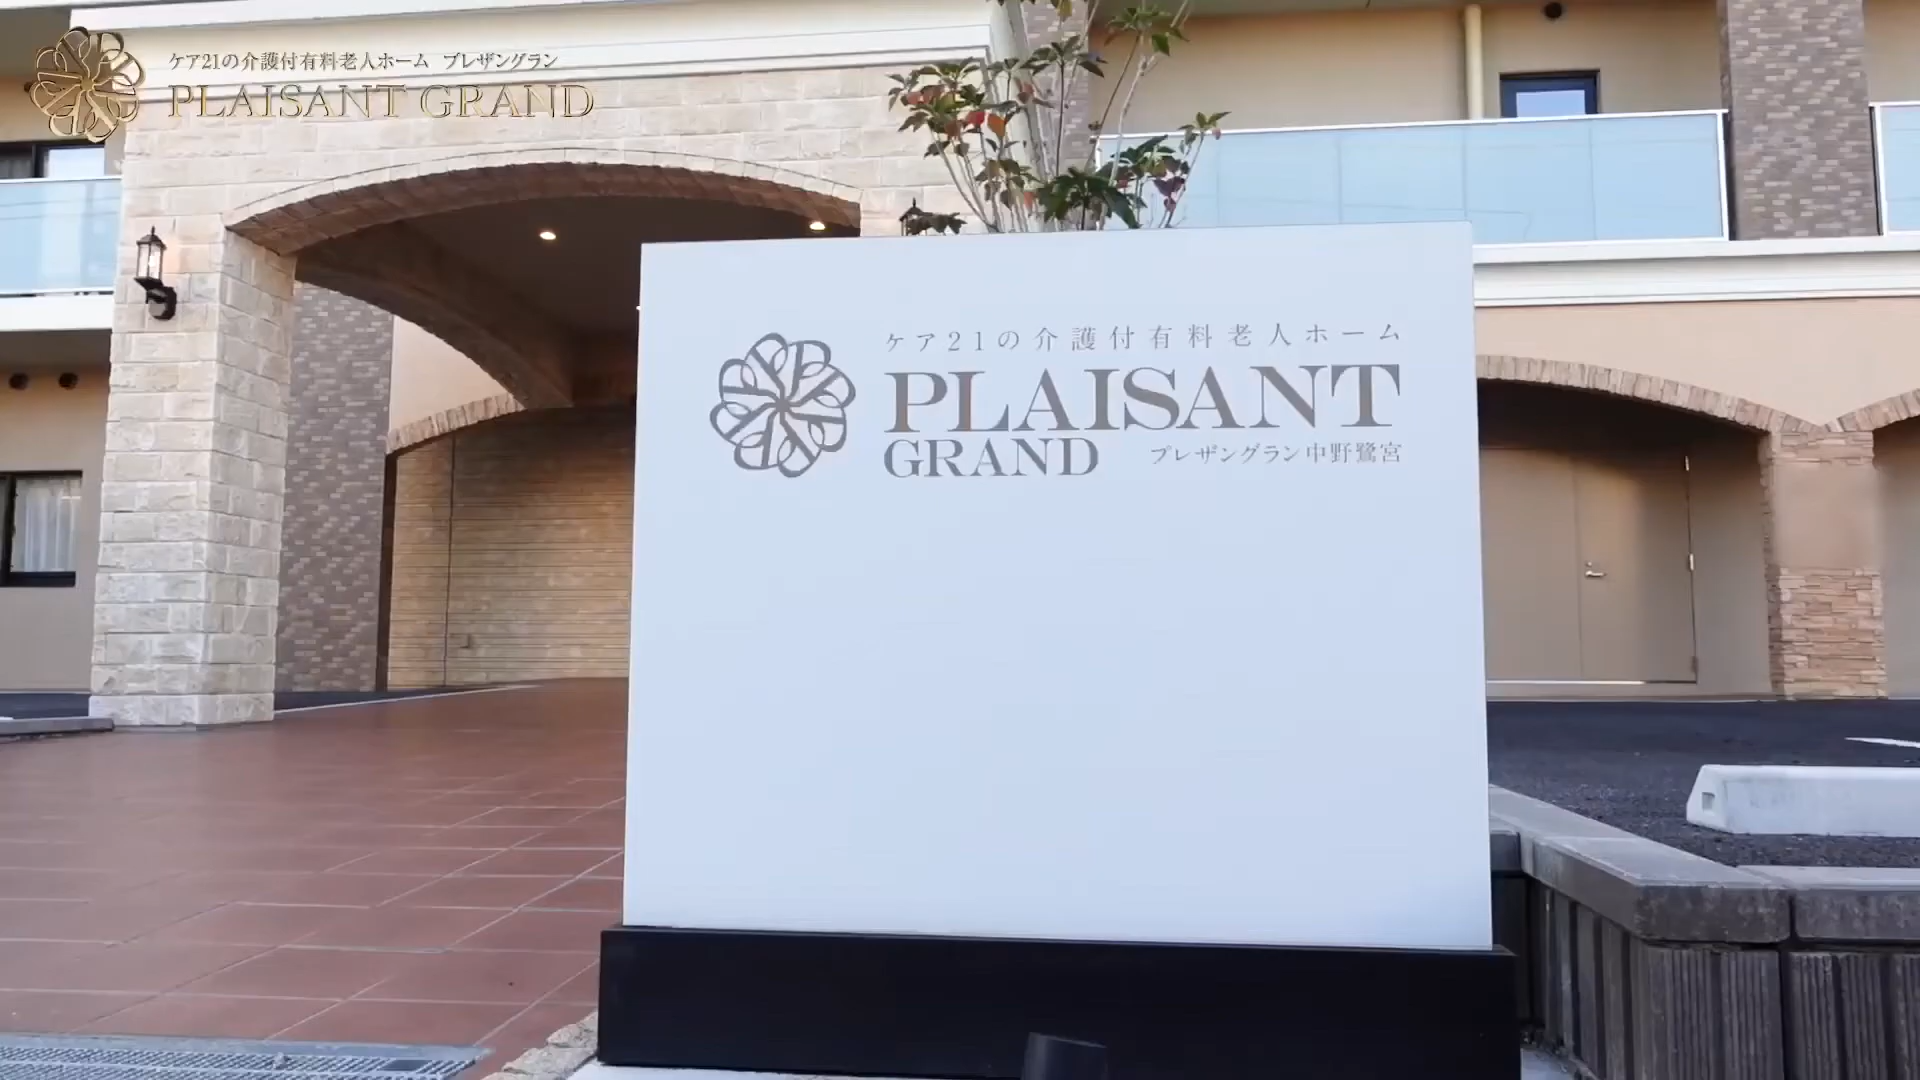 ケア21の介護付有料老人ホーム プレザングラン
PLAISANT GRAND
ケア21の介護付有料老人ホーム
PLAISANT
GRAND プレザングラン中野鷺宮